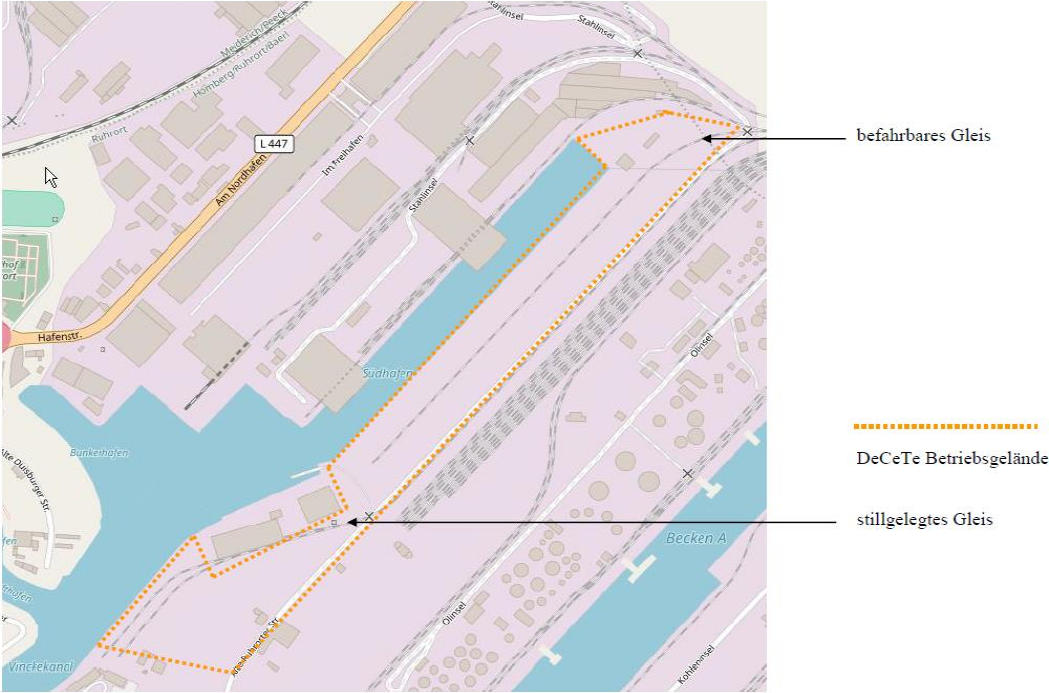 Stahlinsel
Meiderich/Beeck
Homberg/Ruhrort/Baerl
Ruhrort
L 447
befahrbares Gleis
Im Freihafen
Am Nordhafen
Stahlinsel
Hafenstr.
Ölinsel
Südhafen
DeCeTe Betriebsgelände
Bunkerhafen
stillgelegtes Gleis
Becken A
Ölinsel
Vinckekanal
Kohleninsel